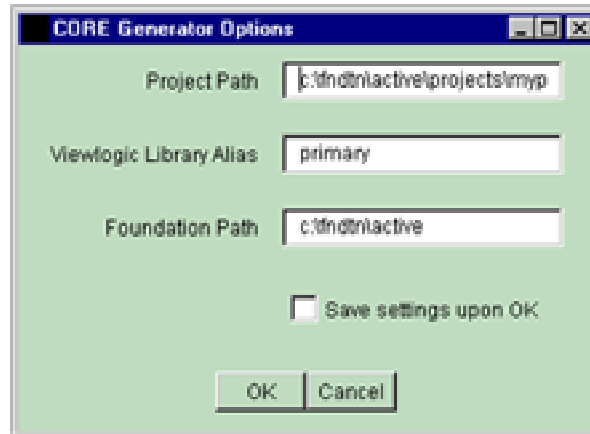 CORE Generator Options
Project Path c:\fndtn\active\projects\myp
Viewlogic Library Alias primary
Foundation Path c:\fndtn\active
Save settings upon OK
OK Cancel